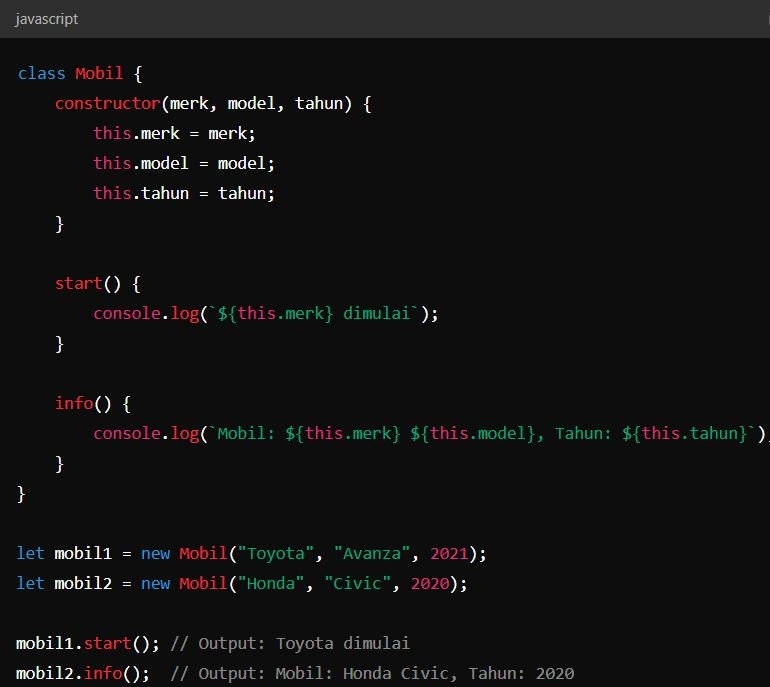 javascript
class Mobil {
    constructor(merk, model, tahun) {
        this.merk = merk;
        this.model = model;
        this.tahun = tahun;
    }
    start() {
        console.log(`${this.merk} dimulai`);
    }
    info() {
        console.log(`Mobil: ${this.merk} ${this.model}, Tahun: ${this.tahun}`)
    }
}
let mobil1 = new Mobil("Toyota", "Avanza", 2021);
let mobil2 = new Mobil("Honda", "Civic", 2020);
mobil1.start(); // Output: Toyota dimulai
mobil2.info();  // Output: Mobil: Honda Civic, Tahun: 2020